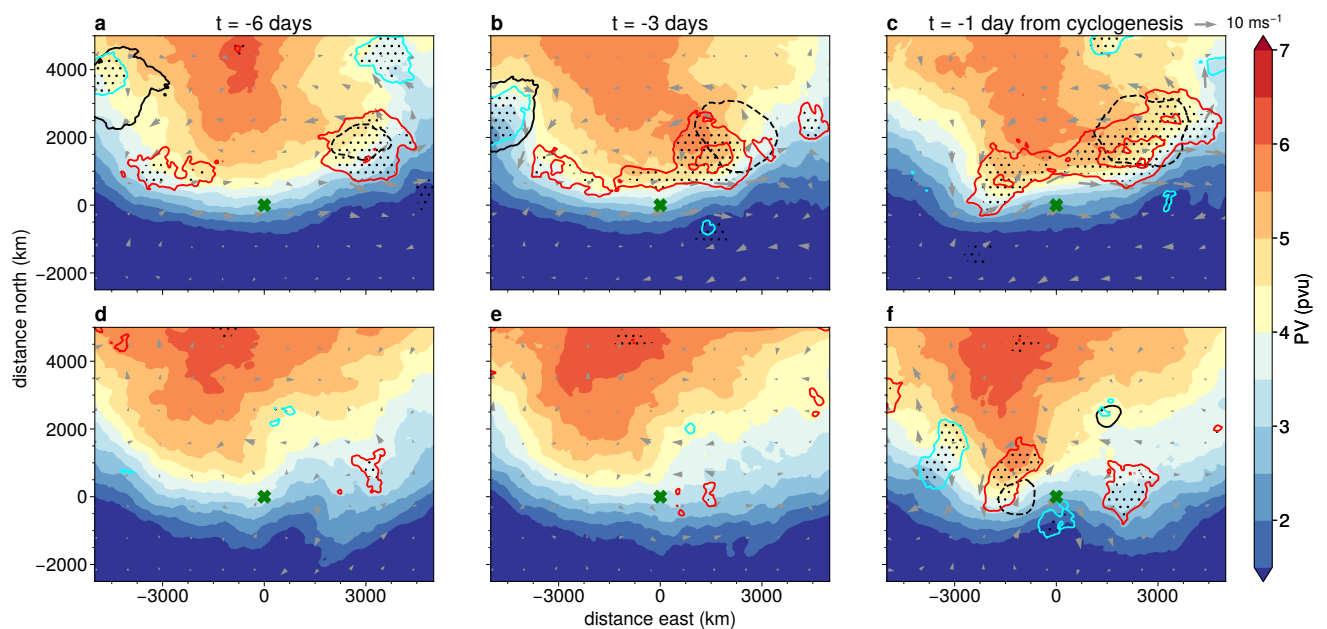 a t = -6 days
b t = -3 days
c t = -1 day from cyclogenesis 10 ms⁻¹
4000
2000
0
−2000
d
e
f
4000
2000
0
−2000
−3000 0 3000
−3000 0 3000
−3000 0 3000
distance east (km)
distance north (km)
7
6
5
4
3
2
PV (pvu)